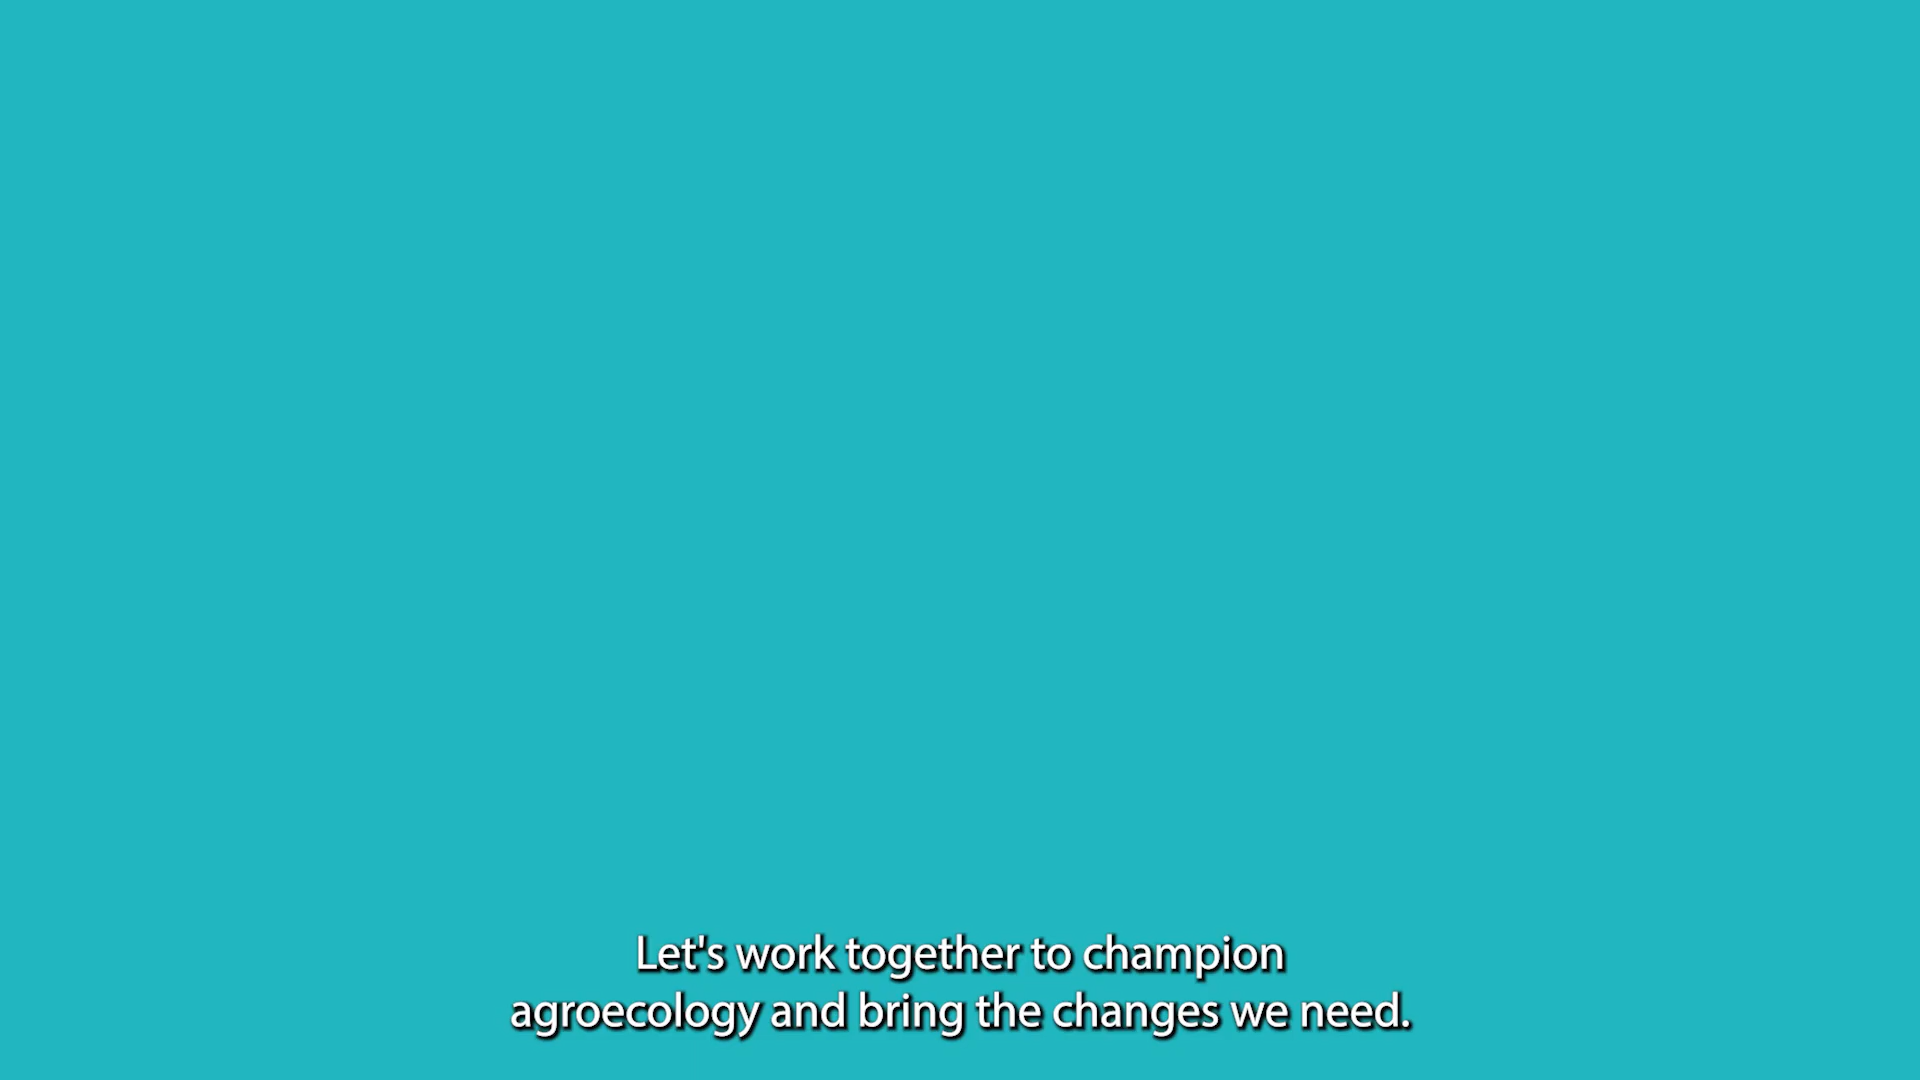 Let's work together to champion
agroecology and bring the changes we need.